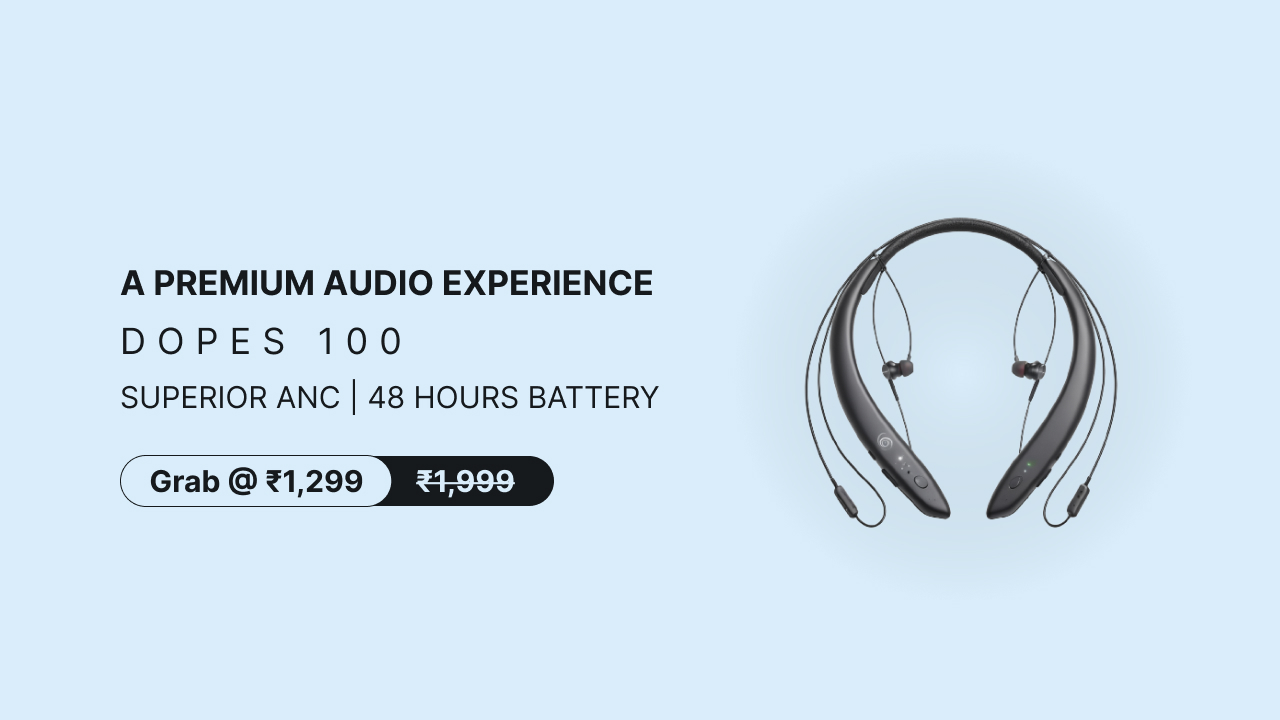 A PREMIUM AUDIO EXPERIENCE
DOPES 100
SUPERIOR ANC | 48 HOURS BATTERY
Grab @ ₹1,299 ₹1,999